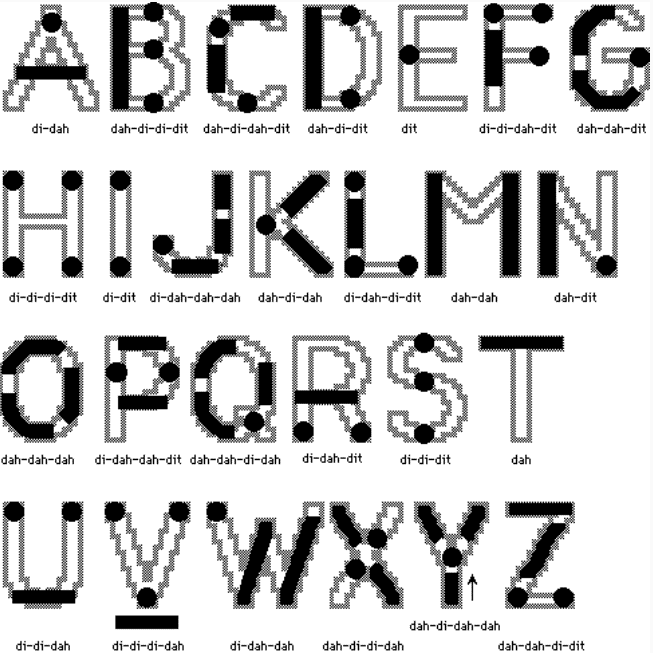 A B C D E F G
di-dah dah-di-di-dit dah-di-dah-dit dah-di-dit dit di-di-dah-dit dah-dah-dit
H I J K L M N
di-di-di-dit di-dit di-dah-dah-dah dah-di-dah di-dah-di-dit dah-dah dah-dit
O P Q R S T
dah-dah-dah di-dah-dah-dit dah-dah-di-dah di-dah-dit di-di-dit dah
U V W X Y Z
di-di-dah di-di-di-dah di-dah-dah dah-di-di-dah dah-di-dah-dah dah-dah-di-dit